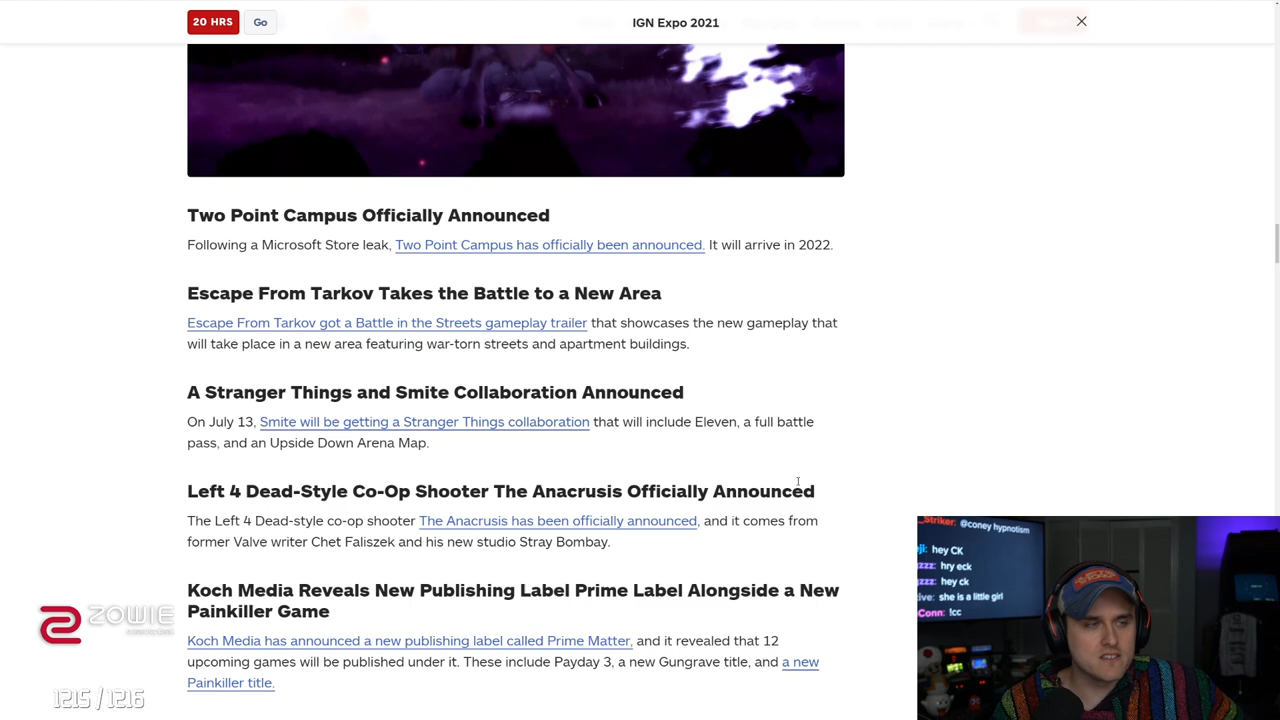 20 HRS
Go
IGN Expo 2021
Two Point Campus Officially Announced
Following a Microsoft Store leak, Two Point Campus has officially been announced. It will arrive in 2022.
Escape From Tarkov Takes the Battle to a New Area
Escape From Tarkov got a Battle in the Streets gameplay trailer that showcases the new gameplay that
will take place in a new area featuring war-torn streets and apartment buildings.
A Stranger Things and Smite Collaboration Announced
On July 13, Smite will be getting a Stranger Things collaboration that will include Eleven, a full battle
pass, and an Upside Down Arena Map.
Left 4 Dead-Style Co-Op Shooter The Anacrusis Officially Announced
The Left 4 Dead-style co-op shooter The Anacrusis has been officially announced, and it comes from
former Valve writer Chet Faliszek and his new studio Stray Bombay.
Koch Media Reveals New Publishing Label Prime Label Alongside a New
Painkiller Game
Koch Media has announced a new publishing label called Prime Matter, and it revealed that 12
upcoming games will be published under it. These include Payday 3, a new Gungrave title, and a new
Painkiller title.
ZOWIE
1215 / 1216
_Striker: @coney hypnotism
ji: hey CK
zzz: hry eck
zzz: hey ck
ive: she is a little girl
Conn: !cc